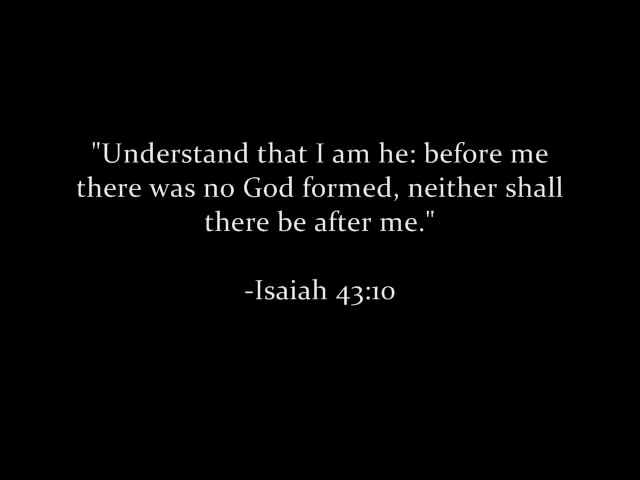 "Understand that I am he: before me
there was no God formed, neither shall
there be after me."
-Isaiah 43:10